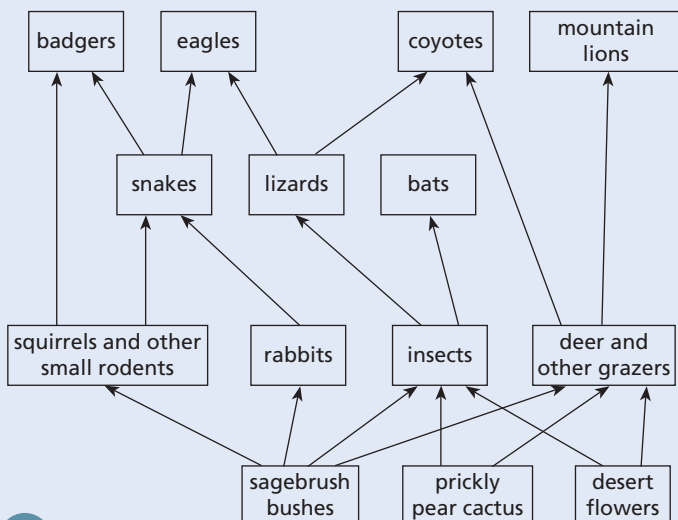 badgers
eagles
coyotes
mountain
lions
snakes
lizards
bats
squirrels and other
small rodents
rabbits
insects
deer and
other grazers
sagebrush
bushes
prickly
pear cactus
desert
flowers